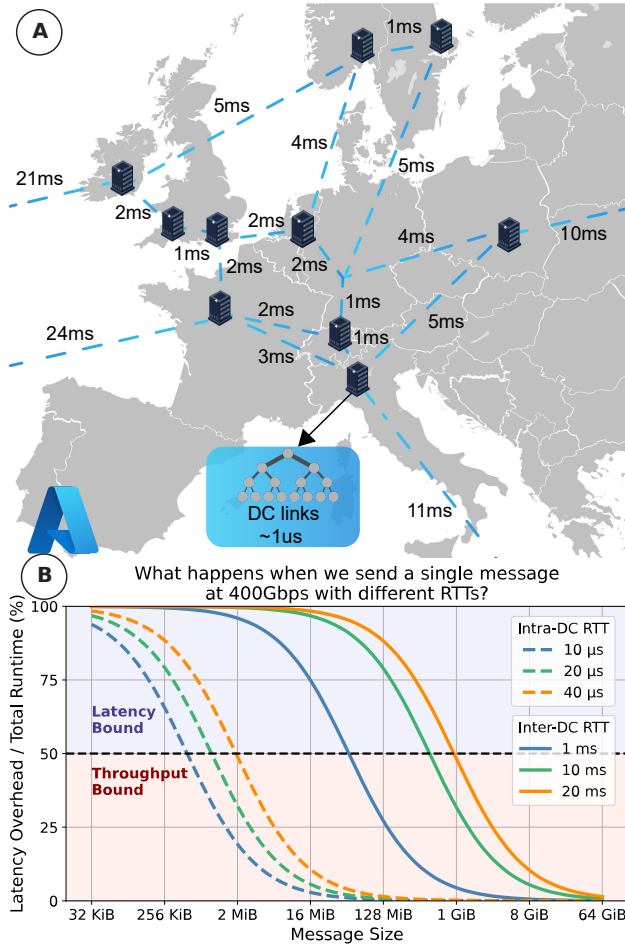 A
1ms
5ms
4ms
21ms
5ms
2ms
2ms
1ms
2ms
4ms
10ms
2ms
1ms
24ms
2ms
1ms
5ms
3ms
DC links
~1us
11ms
B
What happens when we send a single message
at 400Gbps with different RTTs?
Latency Overhead / Total Runtime (%)
100
75
50
25
0
Latency
Bound
Throughput
Bound
Intra-DC RTT
10 µs
20 µs
40 µs
Inter-DC RTT
1 ms
10 ms
20 ms
32 KiB
256 KiB
2 MiB
16 MiB
128 MiB
1 GiB
8 GiB
64 GiB
Message Size